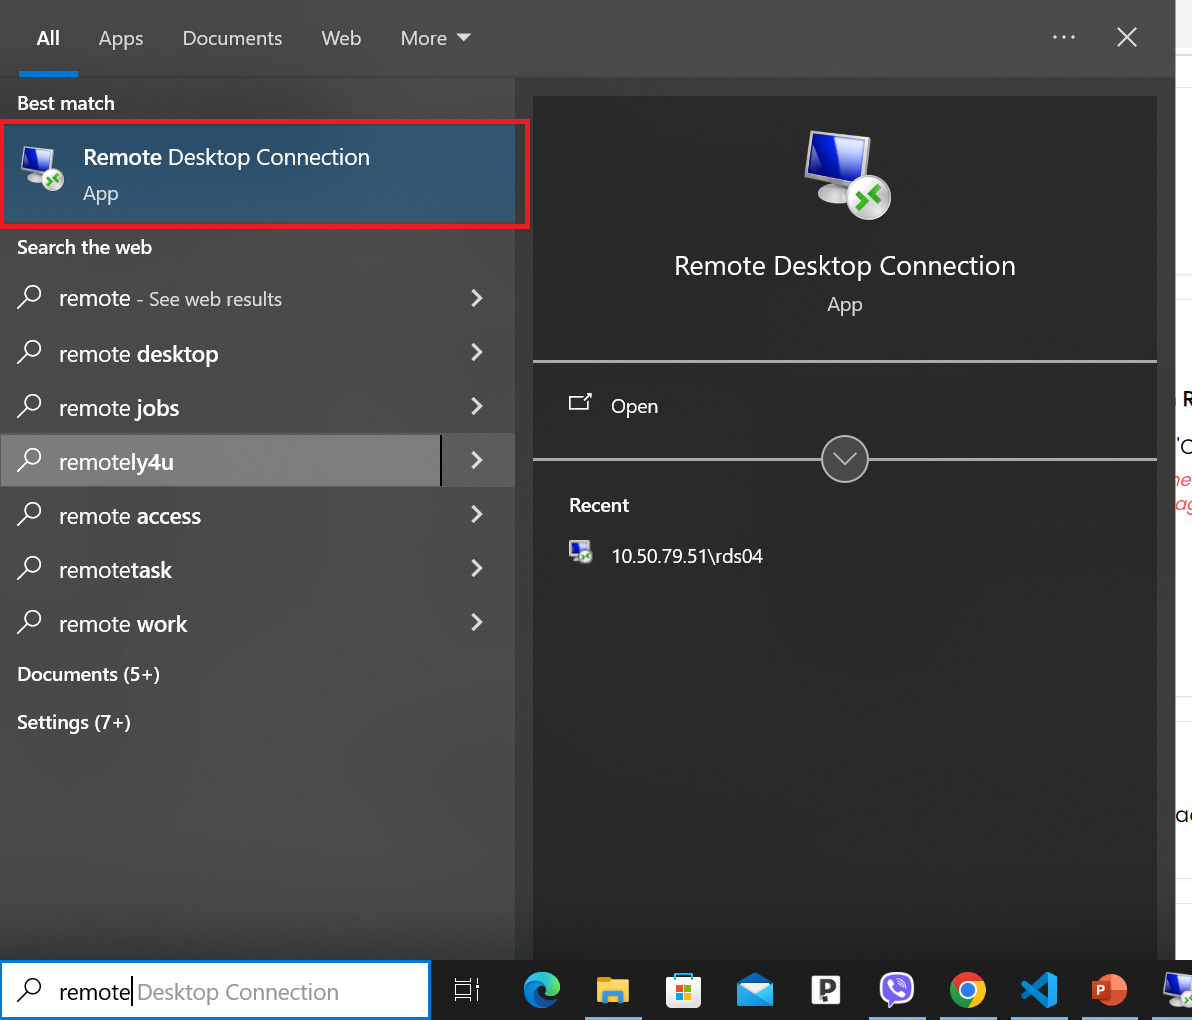 All Apps Documents Web More
Best match
Remote Desktop Connection
App
Search the web
remote - See web results
remote desktop
remote jobs
remotely4u
remote access
remotetask
remote work
Documents (5+)
Settings (7+)
Remote Desktop Connection
App
Open
Recent
10.50.79.51\rds04
remote Desktop Connection